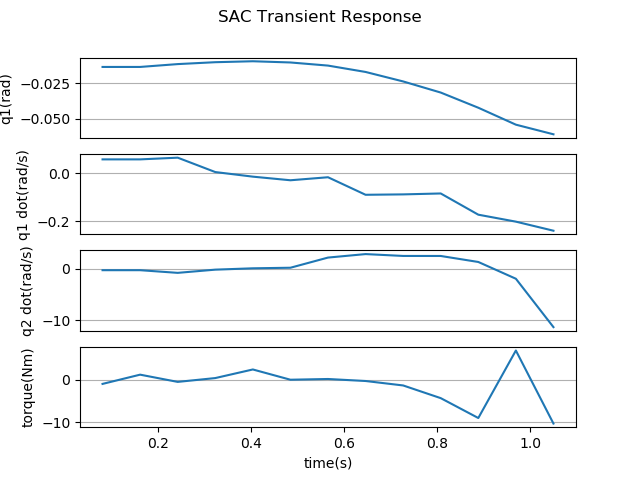 SAC Transient Response
q1(rad)
−0.025
−0.050
q1 dot(rad/s)
0.0
−0.2
q2 dot(rad/s)
0
−10
torque(Nm)
0
−10
0.2 0.4 0.6 0.8 1.0
time(s)